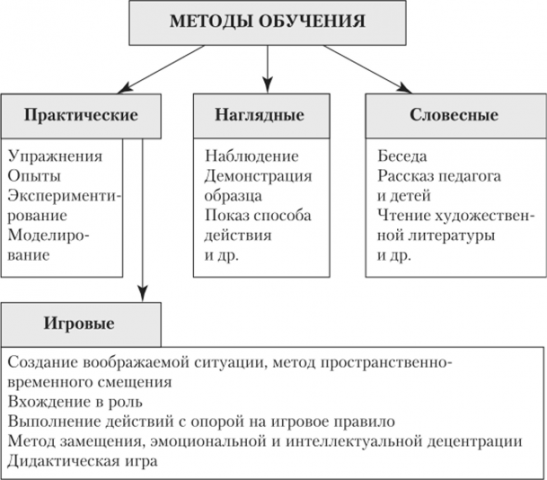 МЕТОДЫ ОБУЧЕНИЯ
Практические
Упражнения
Опыты
Эксперименти-
рование
Моделиро-
вание
Наглядные
Наблюдение
Демонстрация
образца
Показ способа
действия
и др.
Словесные
Беседа
Рассказ педагога
и детей
Чтение художествен-
ной литературы
и др.
Игровые
Создание воображаемой ситуации, метод пространственно-
временного смещения
Вхождение в роль
Выполнение действий с опорой на игровое правило
Метод замещения, эмоциональной и интеллектуальной децентрации
Дидактическая игра